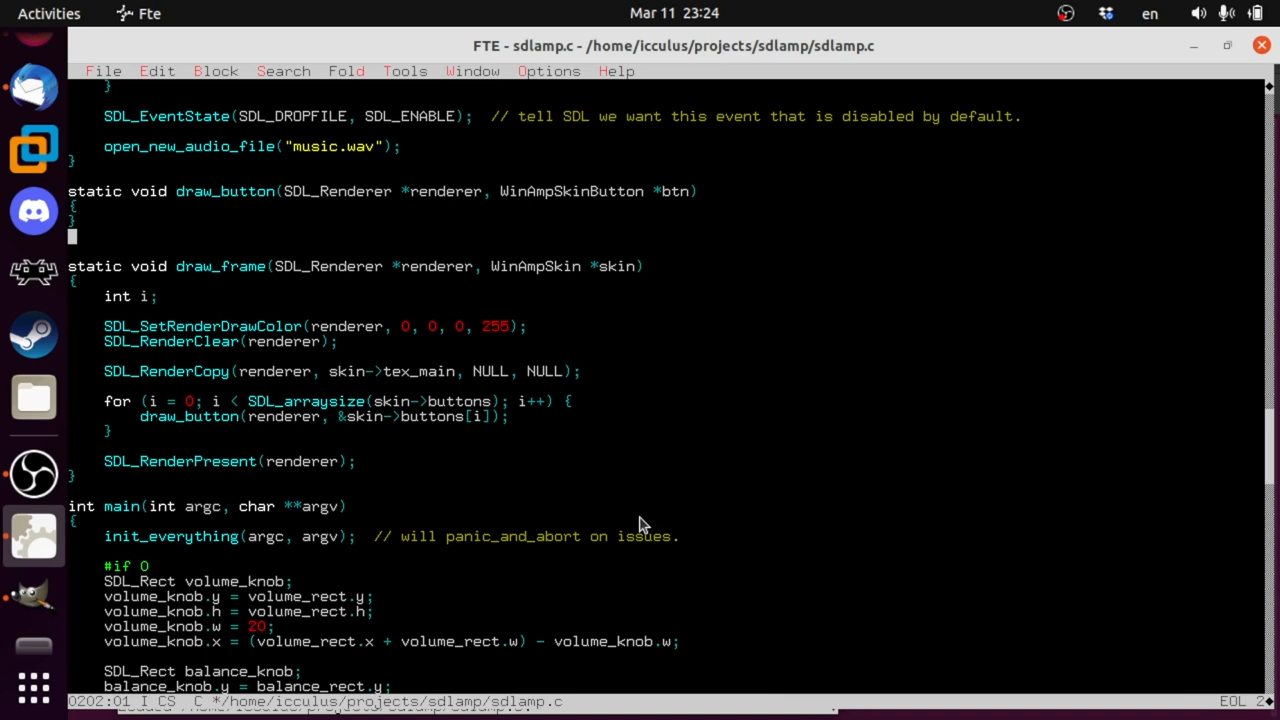 Activities Fte Mar 11 23:24 en
FTE - sdlamp.c - /home/icculus/projects/sdlamp/sdlamp.c
File Edit Block Search Fold Tools Window Options Help
}
SDL_EventState(SDL_DROPFILE, SDL_ENABLE); // tell SDL we want this event that is disabled by default.
open_new_audio_file("music.wav");
}
static void draw_button(SDL_Renderer *renderer, WinAmpSkinButton *btn)
{
}
static void draw_frame(SDL_Renderer *renderer, WinAmpSkin *skin)
{
int i;
SDL_SetRenderDrawColor(renderer, 0, 0, 0, 255);
SDL_RenderClear(renderer);
SDL_RenderCopy(renderer, skin->tex_main, NULL, NULL);
for (i = 0; i < SDL_arraysize(skin->buttons); i++) {
draw_button(renderer, &skin->buttons[i]);
}
SDL_RenderPresent(renderer);
}
int main(int argc, char **argv)
{
init_everything(argc, argv); // will panic_and_abort on issues.
#if 0
SDL_Rect volume_knob;
volume_knob.y = volume_rect.y;
volume_knob.h = volume_rect.h;
volume_knob.w = 20;
volume_knob.x = (volume_rect.x + volume_rect.w) - volume_knob.w;
SDL_Rect balance_knob;
balance_knob.y = balance_rect.y;
0202:01 I CS C */home/icculus/projects/sdlamp/sdlamp.c EOL 2